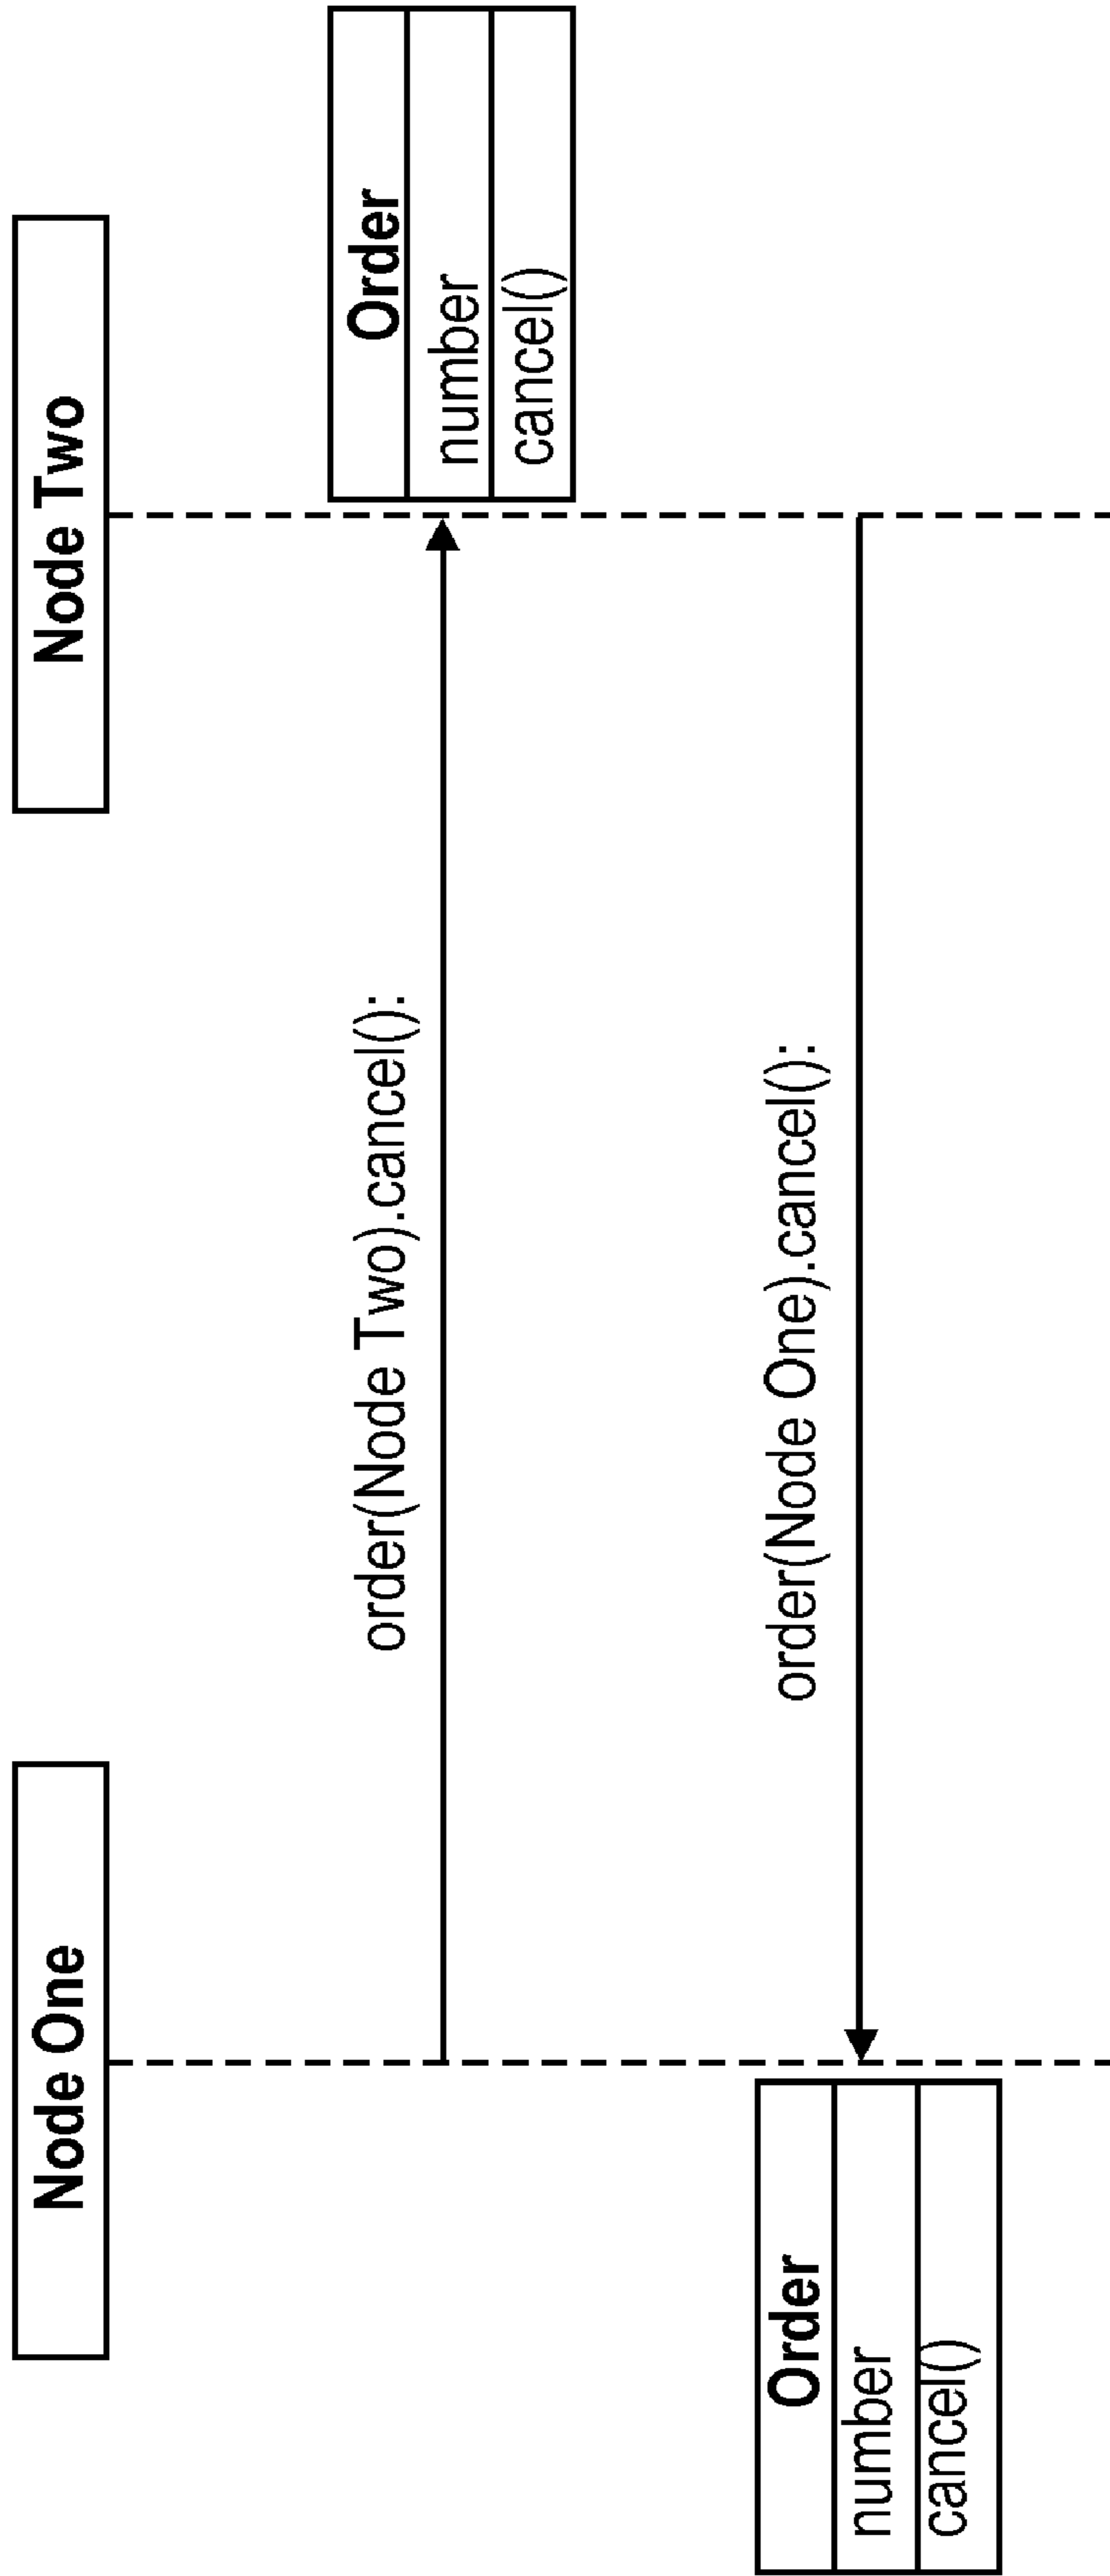 Node One
Node Two
order(Node Two).cancel():
Order
number
cancel()
order(Node One).cancel():
Order
number
cancel()